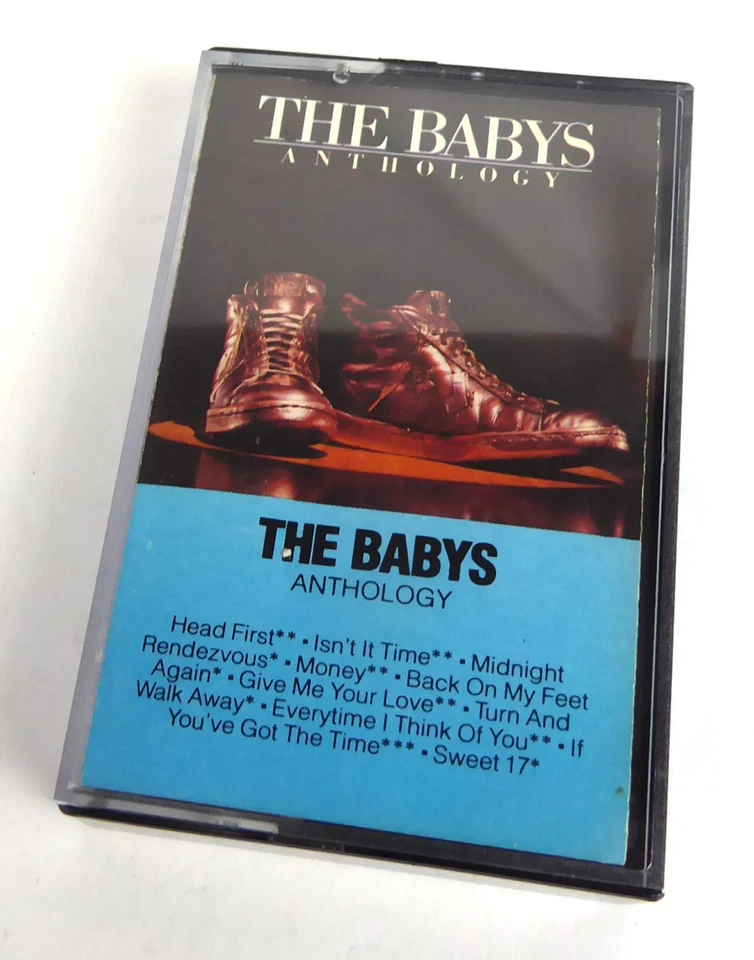 THE BABYS
ANTHOLOGY
THE BABYS
ANTHOLOGY
Head First** • Isn't It Time** • Midnight
Rendezvous* • Money** • Back On My Feet
Again* • Give Me Your Love** • Turn And
Walk Away* • Everytime I Think Of You** • If
You've Got The Time*** • Sweet 17*